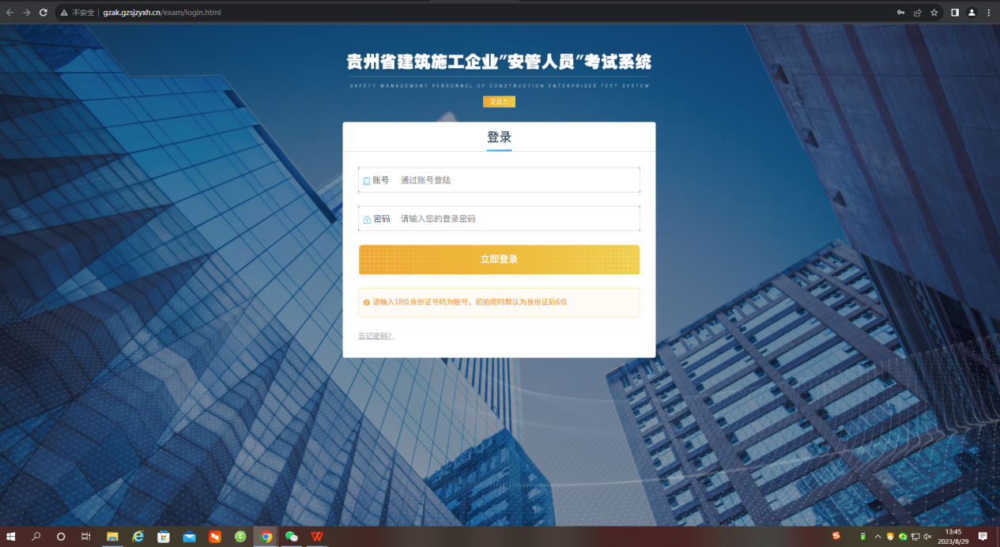 不安全 | gzak.gzsjzyxh.cn/exam/login.html
贵州省建筑施工企业"安管人员"考试系统
SAFETY MANAGEMENT PERSONNEL OF CONSTRUCTION ENTERPRISES TEST SYSTEM
2.0.1
登录
账号 通过账号登陆
密码 请输入您的登录密码
立即登录
请输入18位身份证号码为账号，初始密码默认为身份证后6位
忘记密码？
13:45
2023/8/29